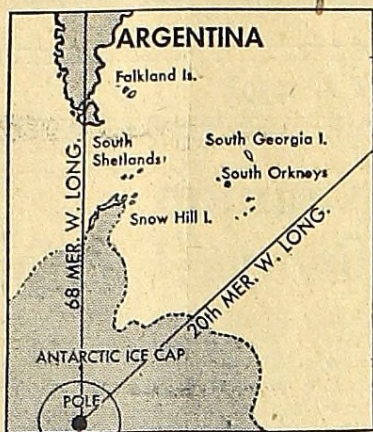 ARGENTINA
Falkland Is.
South
Shetlands
South Georgia I.
South Orkneys
Snow Hill I.
68 MER. W. LONG.
20th MER. W. LONG.
ANTARCTIC ICE CAP
POLE